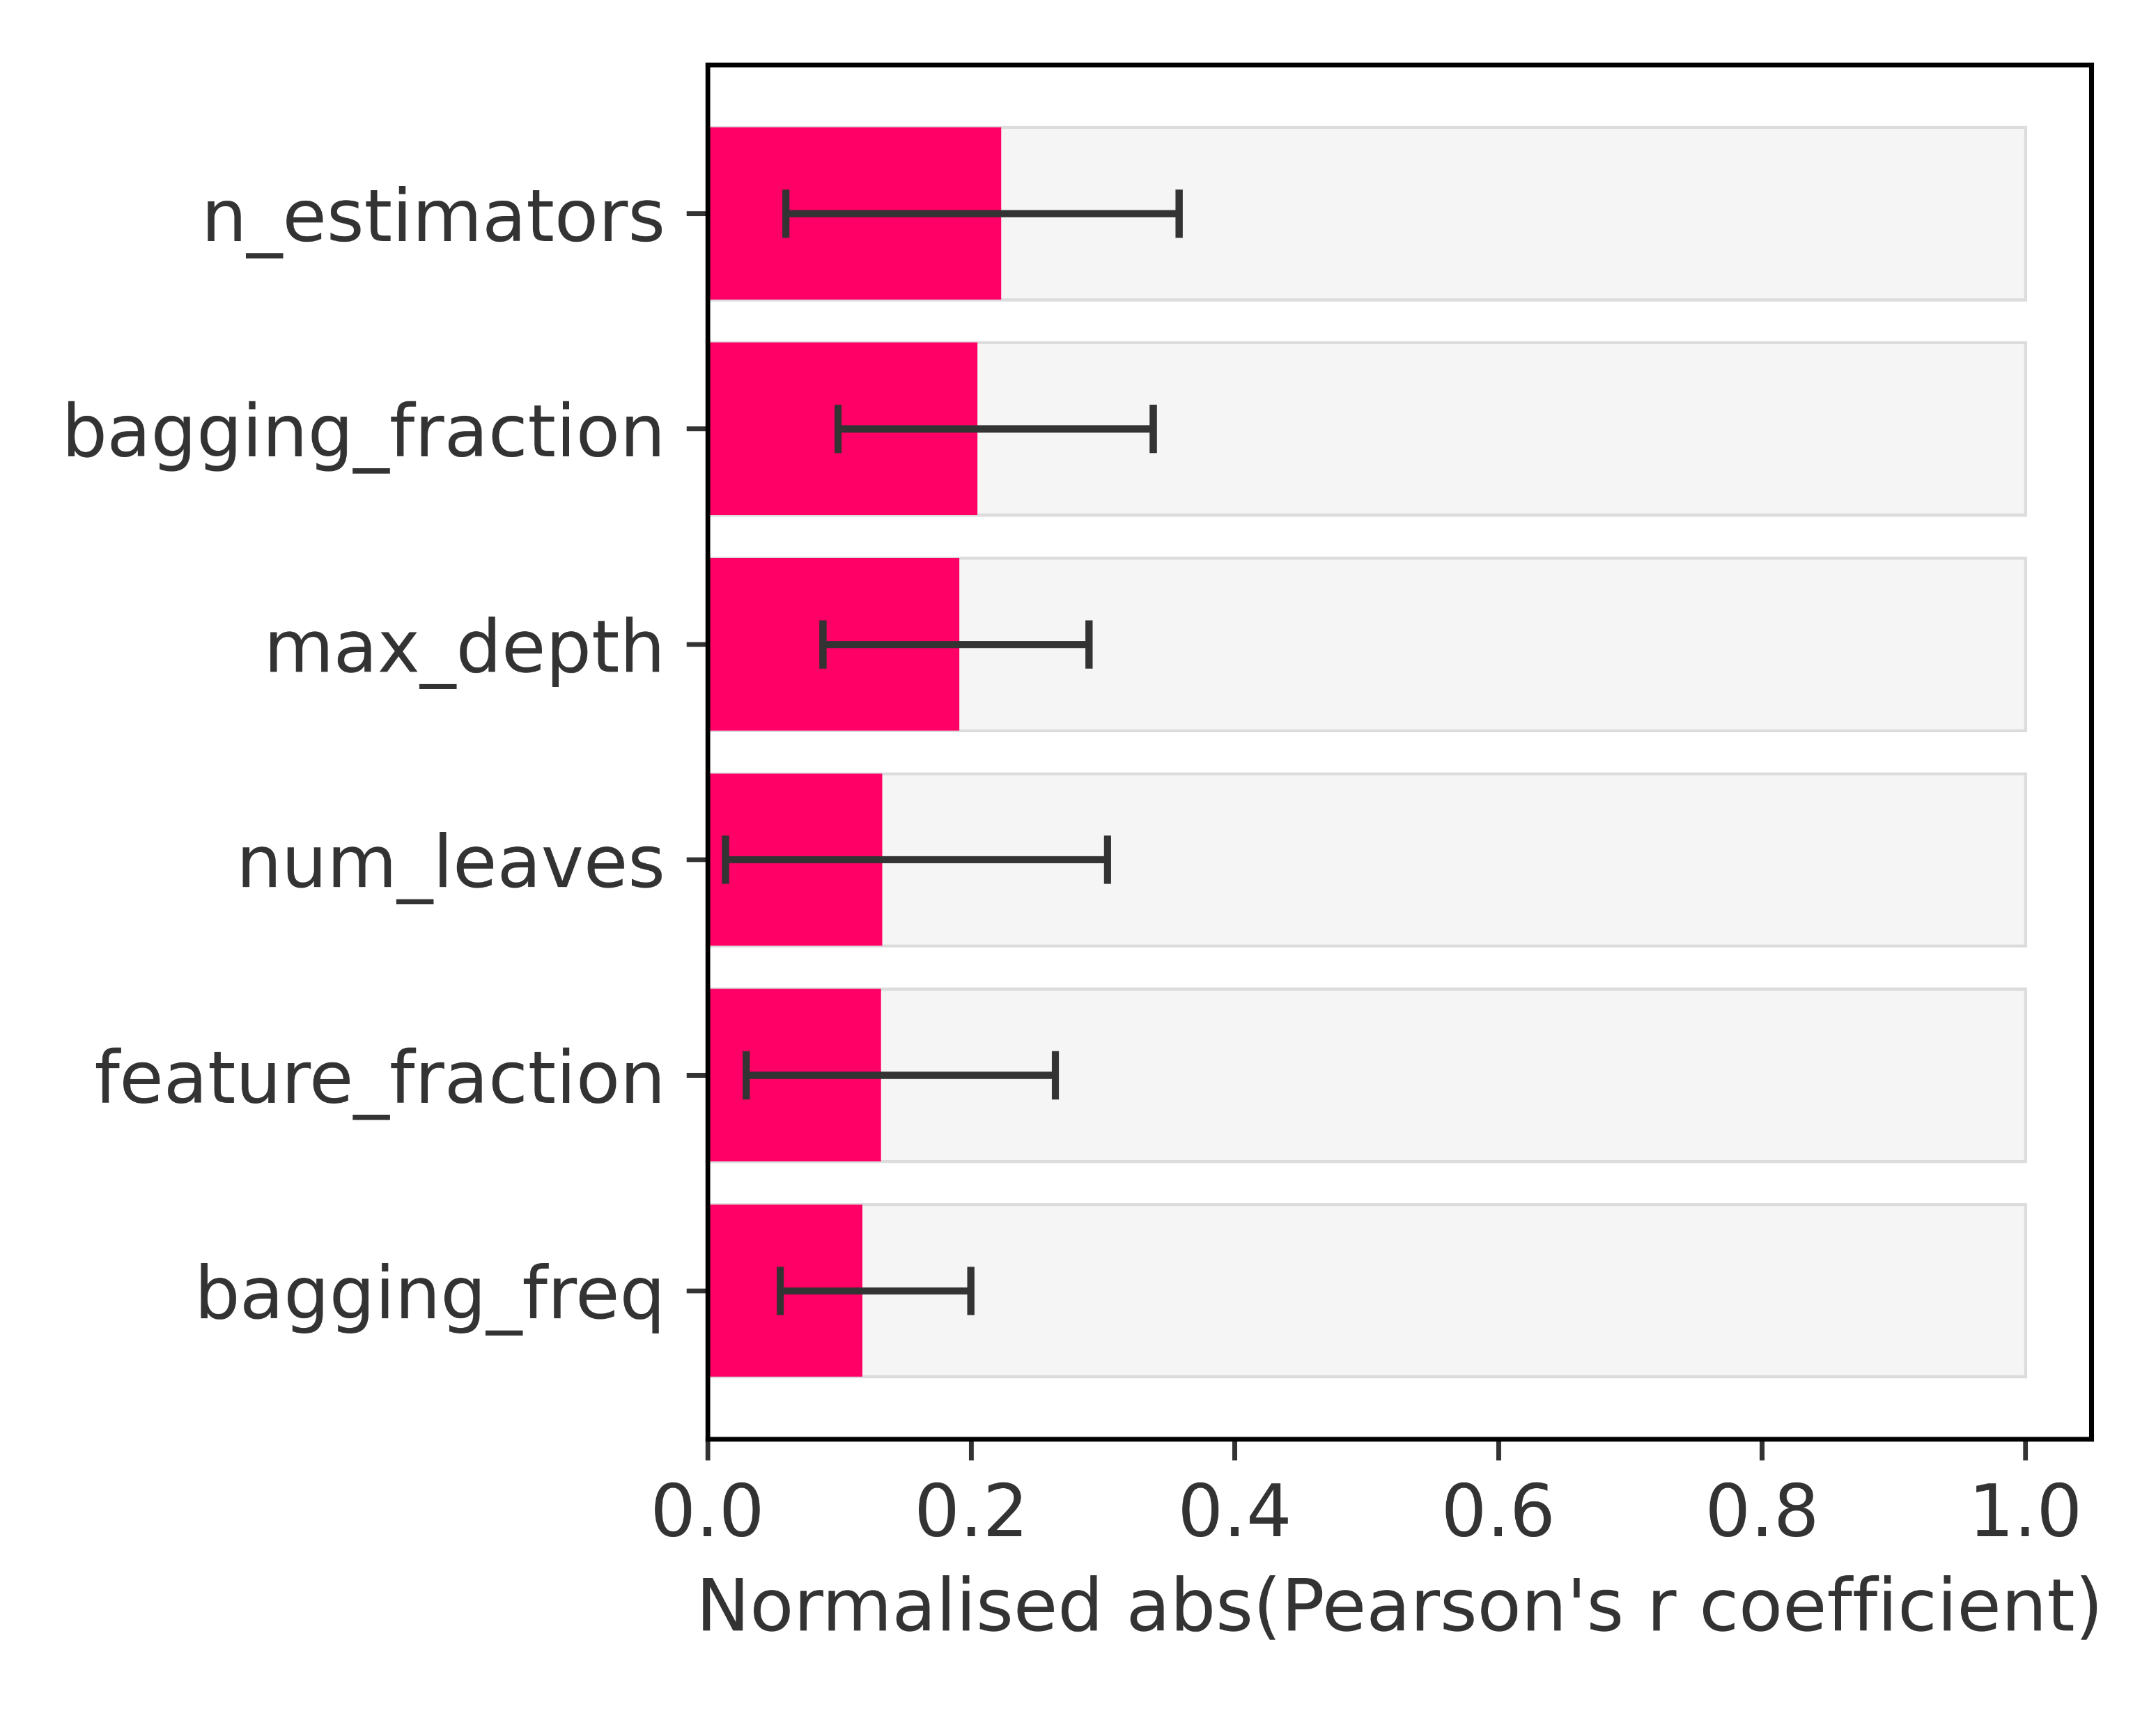 n_estimators
bagging_fraction
max_depth
num_leaves
feature_fraction
bagging_freq
0.0 0.2 0.4 0.6 0.8 1.0
Normalised abs(Pearson's r coefficient)